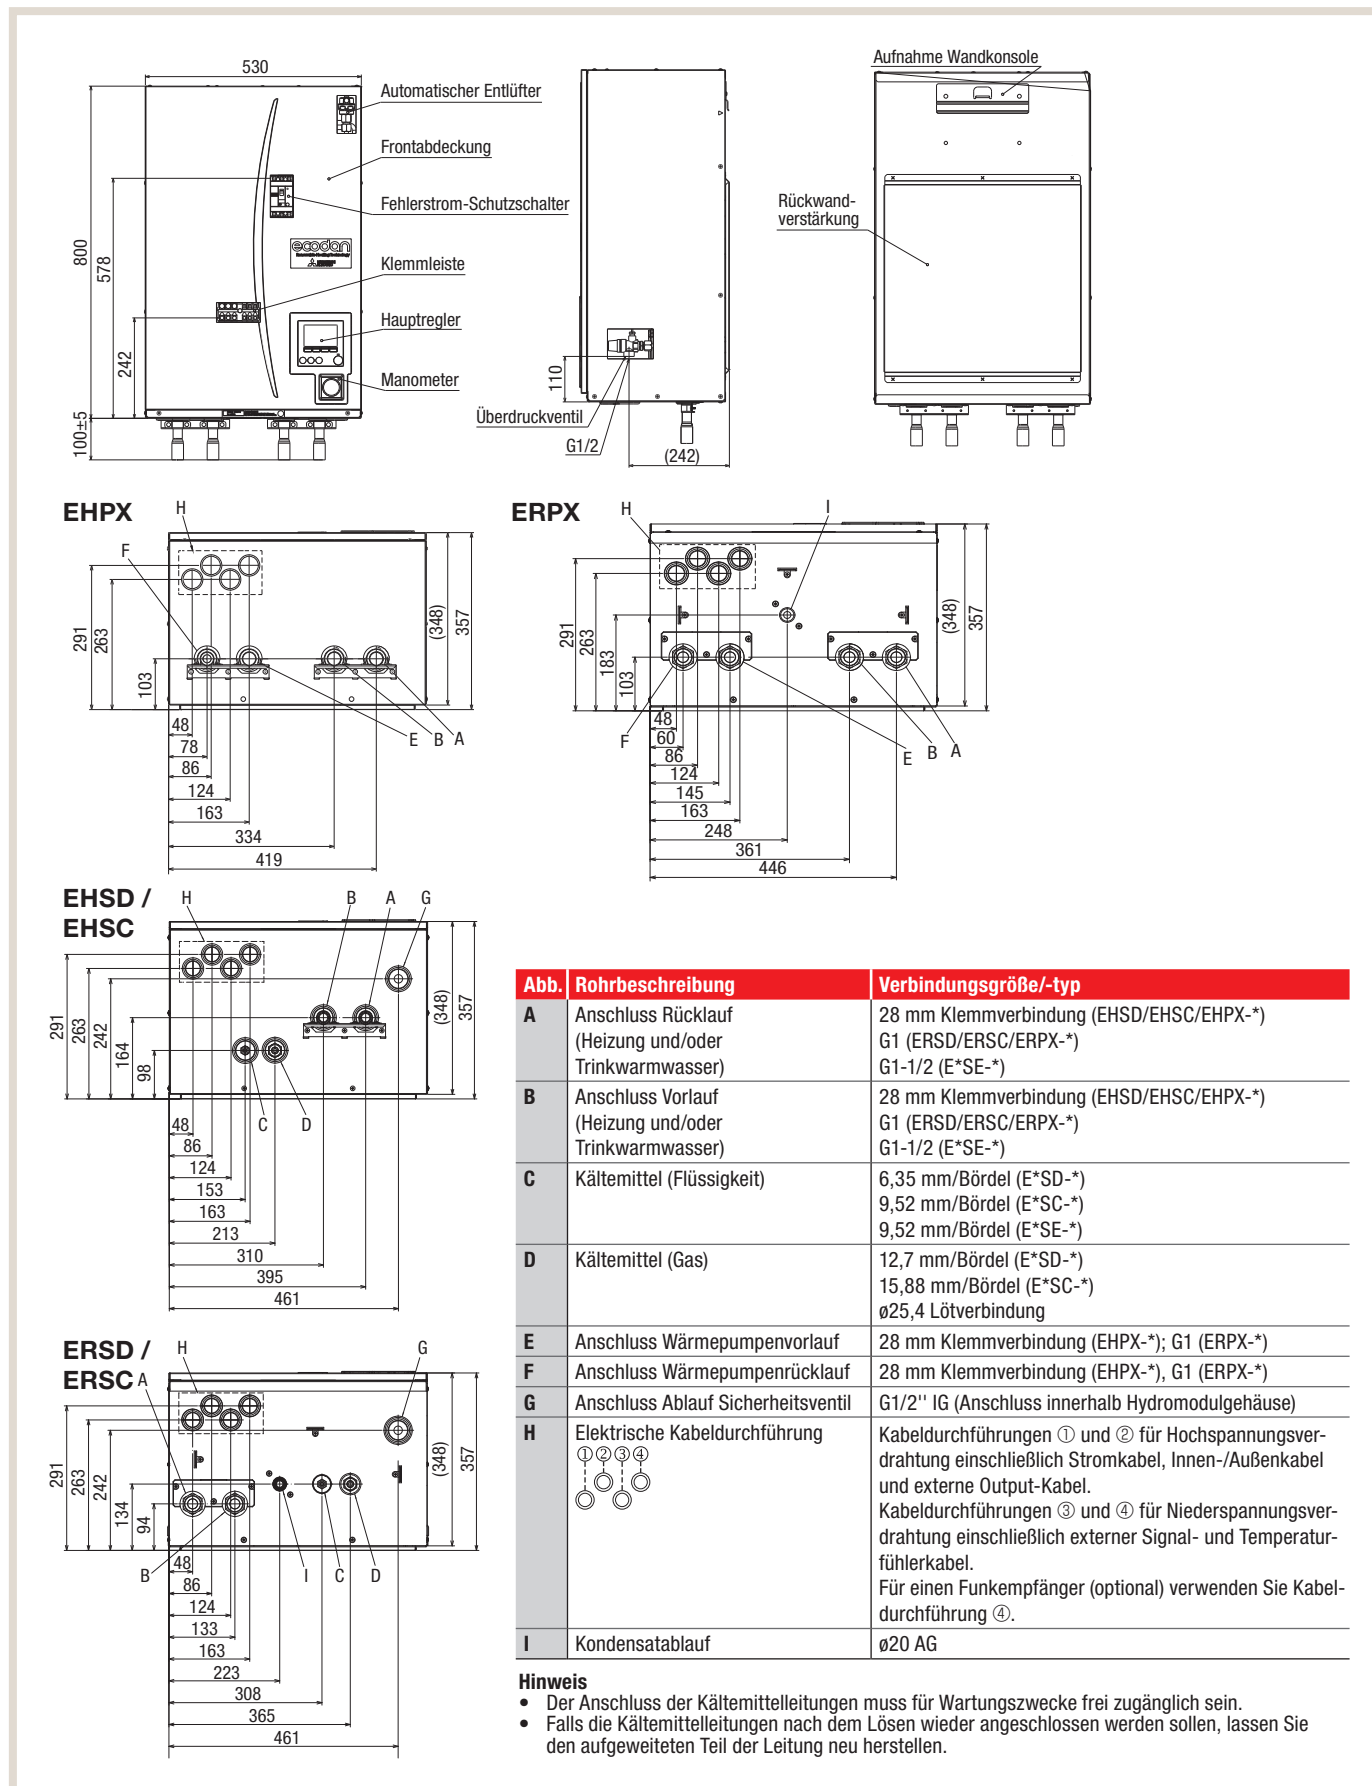 530
Automatischer Entlüfter
Frontabdeckung
Fehlerstrom-Schutzschalter
ecodan
Klemmleiste
Hauptregler
Manometer
800
578
242
100±5
110
Überdruckventil
G1/2
(242)
Aufnahme Wandkonsole
Rückwand-
verstärkung
EHPX
H
F
291
263
103
(348)
357
48
78
86
124
163
334
419
E B A
ERPX
H
I
291
263
183
103
(348)
357
F
48
60
86
124
145
163
248
361
446
E B A
EHSD /
EHSC
H
B
A
G
291
263
242
164
98
(348)
357
48
86
124
153
163
213
310
395
461
C
D
ERSD /
ERSC
A
H
G
291
263
242
134
94
(348)
357
B
I
C
D
48
86
124
133
163
223
308
365
461
Abb. Rohrbeschreibung Verbindungsgröße/-typ
A Anschluss Rücklauf 28 mm Klemmverbindung (EHSD/EHSC/EHPX-*)
(Heizung und/oder G1 (ERSD/ERSC/ERPX-*)
Trinkwarmwasser) G1-1/2 (E*SE-*)
B Anschluss Vorlauf 28 mm Klemmverbindung (EHSD/EHSC/EHPX-*)
(Heizung und/oder G1 (ERSD/ERSC/ERPX-*)
Trinkwarmwasser) G1-1/2 (E*SE-*)
C Kältemittel (Flüssigkeit) 6,35 mm/Bördel (E*SD-*)
9,52 mm/Bördel (E*SC-*)
9,52 mm/Bördel (E*SE-*)
D Kältemittel (Gas) 12,7 mm/Bördel (E*SD-*)
15,88 mm/Bördel (E*SC-*)
ø25,4 Lötverbindung
E Anschluss Wärmepumpenvorlauf 28 mm Klemmverbindung (EHPX-*); G1 (ERPX-*)
F Anschluss Wärmepumpenrücklauf 28 mm Klemmverbindung (EHPX-*), G1 (ERPX-*)
G Anschluss Ablauf Sicherheitsventil G1/2'' IG (Anschluss innerhalb Hydromodulgehäuse)
H Elektrische Kabeldurchführung Kabeldurchführungen ① und ② für Hochspannungsver-
①②③④ drahtung einschließlich Stromkabel, Innen-/Außenkabel
und externe Output-Kabel.
Kabeldurchführungen ③ und ④ für Niederspannungsver-
drahtung einschließlich externer Signal- und Temperatur-
fühlerkabel.
Für einen Funkempfänger (optional) verwenden Sie Kabel-
durchführung ④.
I Kondensatablauf ø20 AG
Hinweis
• Der Anschluss der Kältemittelleitungen muss für Wartungszwecke frei zugänglich sein.
• Falls die Kältemittelleitungen nach dem Lösen wieder angeschlossen werden sollen, lassen Sie
den aufgeweiteten Teil der Leitung neu herstellen.